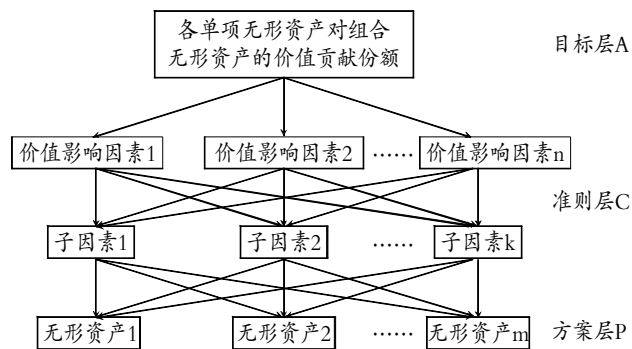 各单项无形资产对组合
无形资产的价值贡献份额
目标层A
价值影响因素1
价值影响因素2
……
价值影响因素n
准则层C
子因素1
子因素2
……
子因素k
无形资产1
无形资产2
……
无形资产m
方案层P